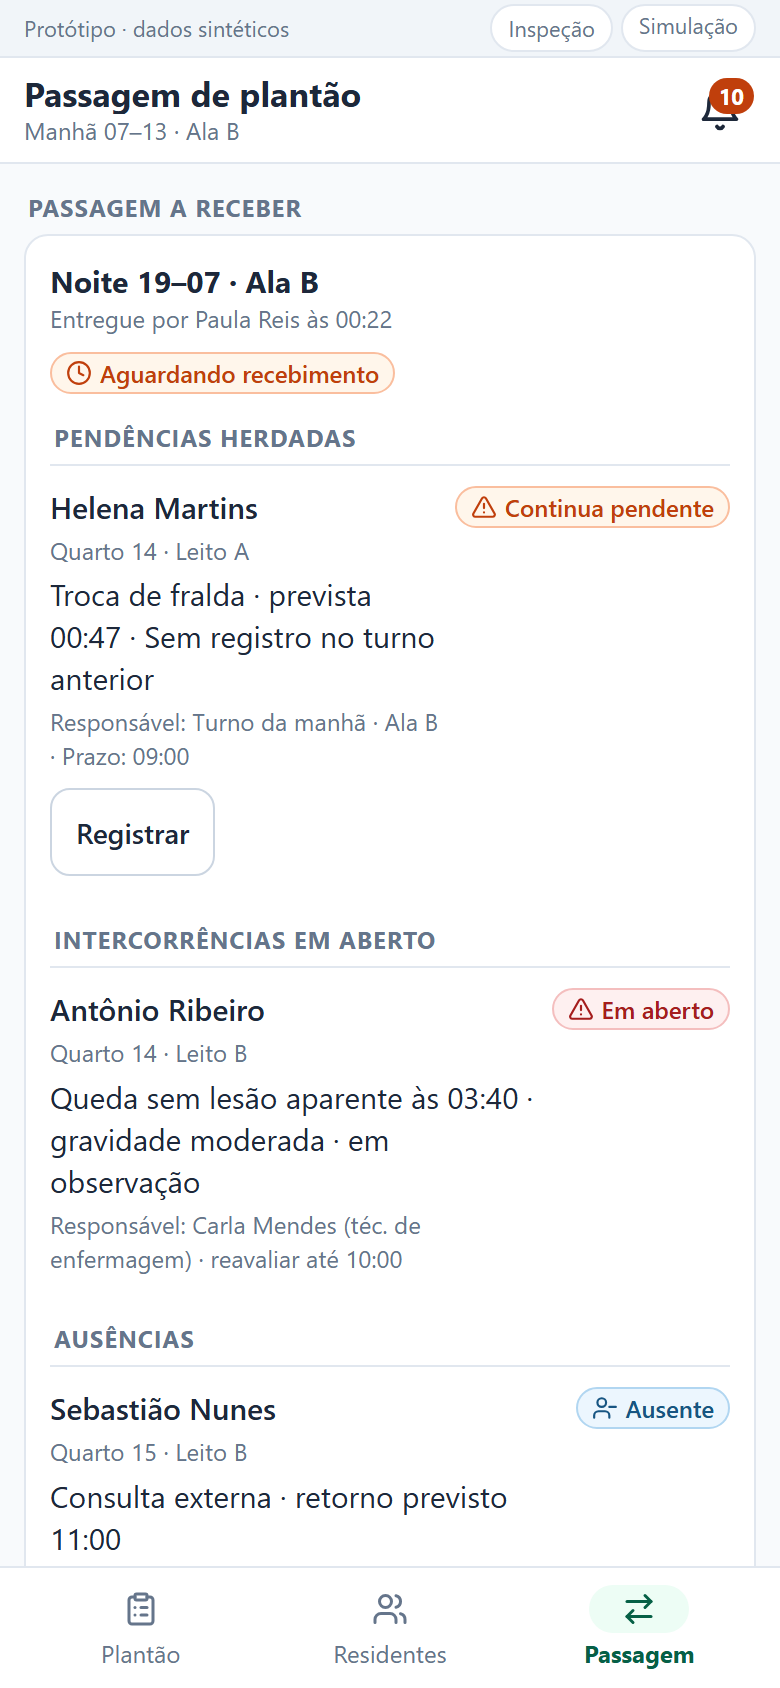 Protótipo · dados sintéticos
Inspeção
Simulação
Passagem de plantão
10
Manhã 07–13 · Ala B
PASSAGEM A RECEBER
Noite 19–07 · Ala B
Entregue por Paula Reis às 00:22
Aguardando recebimento
PENDÊNCIAS HERDADAS
Helena Martins
Continua pendente
Quarto 14 · Leito A
Troca de fralda · prevista
00:47 · Sem registro no turno
anterior
Responsável: Turno da manhã · Ala B
· Prazo: 09:00
Registrar
INTERCORRÊNCIAS EM ABERTO
Antônio Ribeiro
Em aberto
Quarto 14 · Leito B
Queda sem lesão aparente às 03:40 ·
gravidade moderada · em
observação
Responsável: Carla Mendes (téc. de
enfermagem) · reavaliar até 10:00
AUSÊNCIAS
Sebastião Nunes
Ausente
Quarto 15 · Leito B
Consulta externa · retorno previsto
11:00
Plantão
Residentes
Passagem